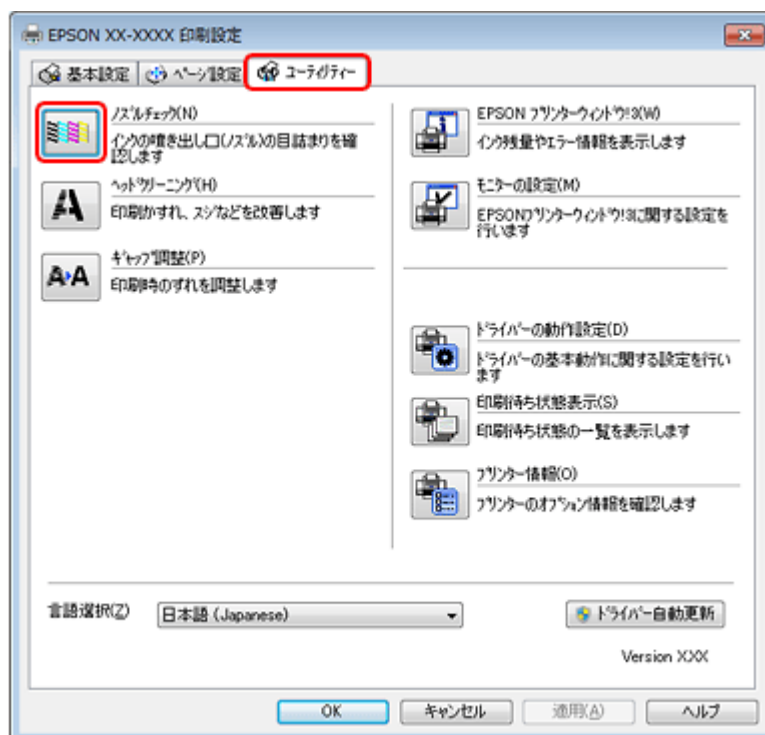 EPSON XX-XXXX 印刷設定
基本設定 ページ設定 ユーティリティー
ノズルチェック(N)
インクの噴き出し口(ノズル)の目詰まりを確
認します
ヘッドクリーニング(H)
印刷かすれ、スジなどを改善します
ギャップ調整(P)
印刷時のずれを調整します
EPSON プリンターウィンドウ!3(W)
インク残量やエラー情報を表示します
モニターの設定(M)
EPSONプリンターウィンドウ!3に関する設定を
行います
ドライバーの動作設定(D)
ドライバーの基本動作に関する設定を行い
ます
印刷待ち状態表示(S)
印刷待ち状態の一覧を表示します
プリンター情報(O)
プリンターのオプション情報を確認します
言語選択(Z) 日本語 (Japanese) ドライバー自動更新
Version X.XX
OK キャンセル 適用(A) ヘルプ